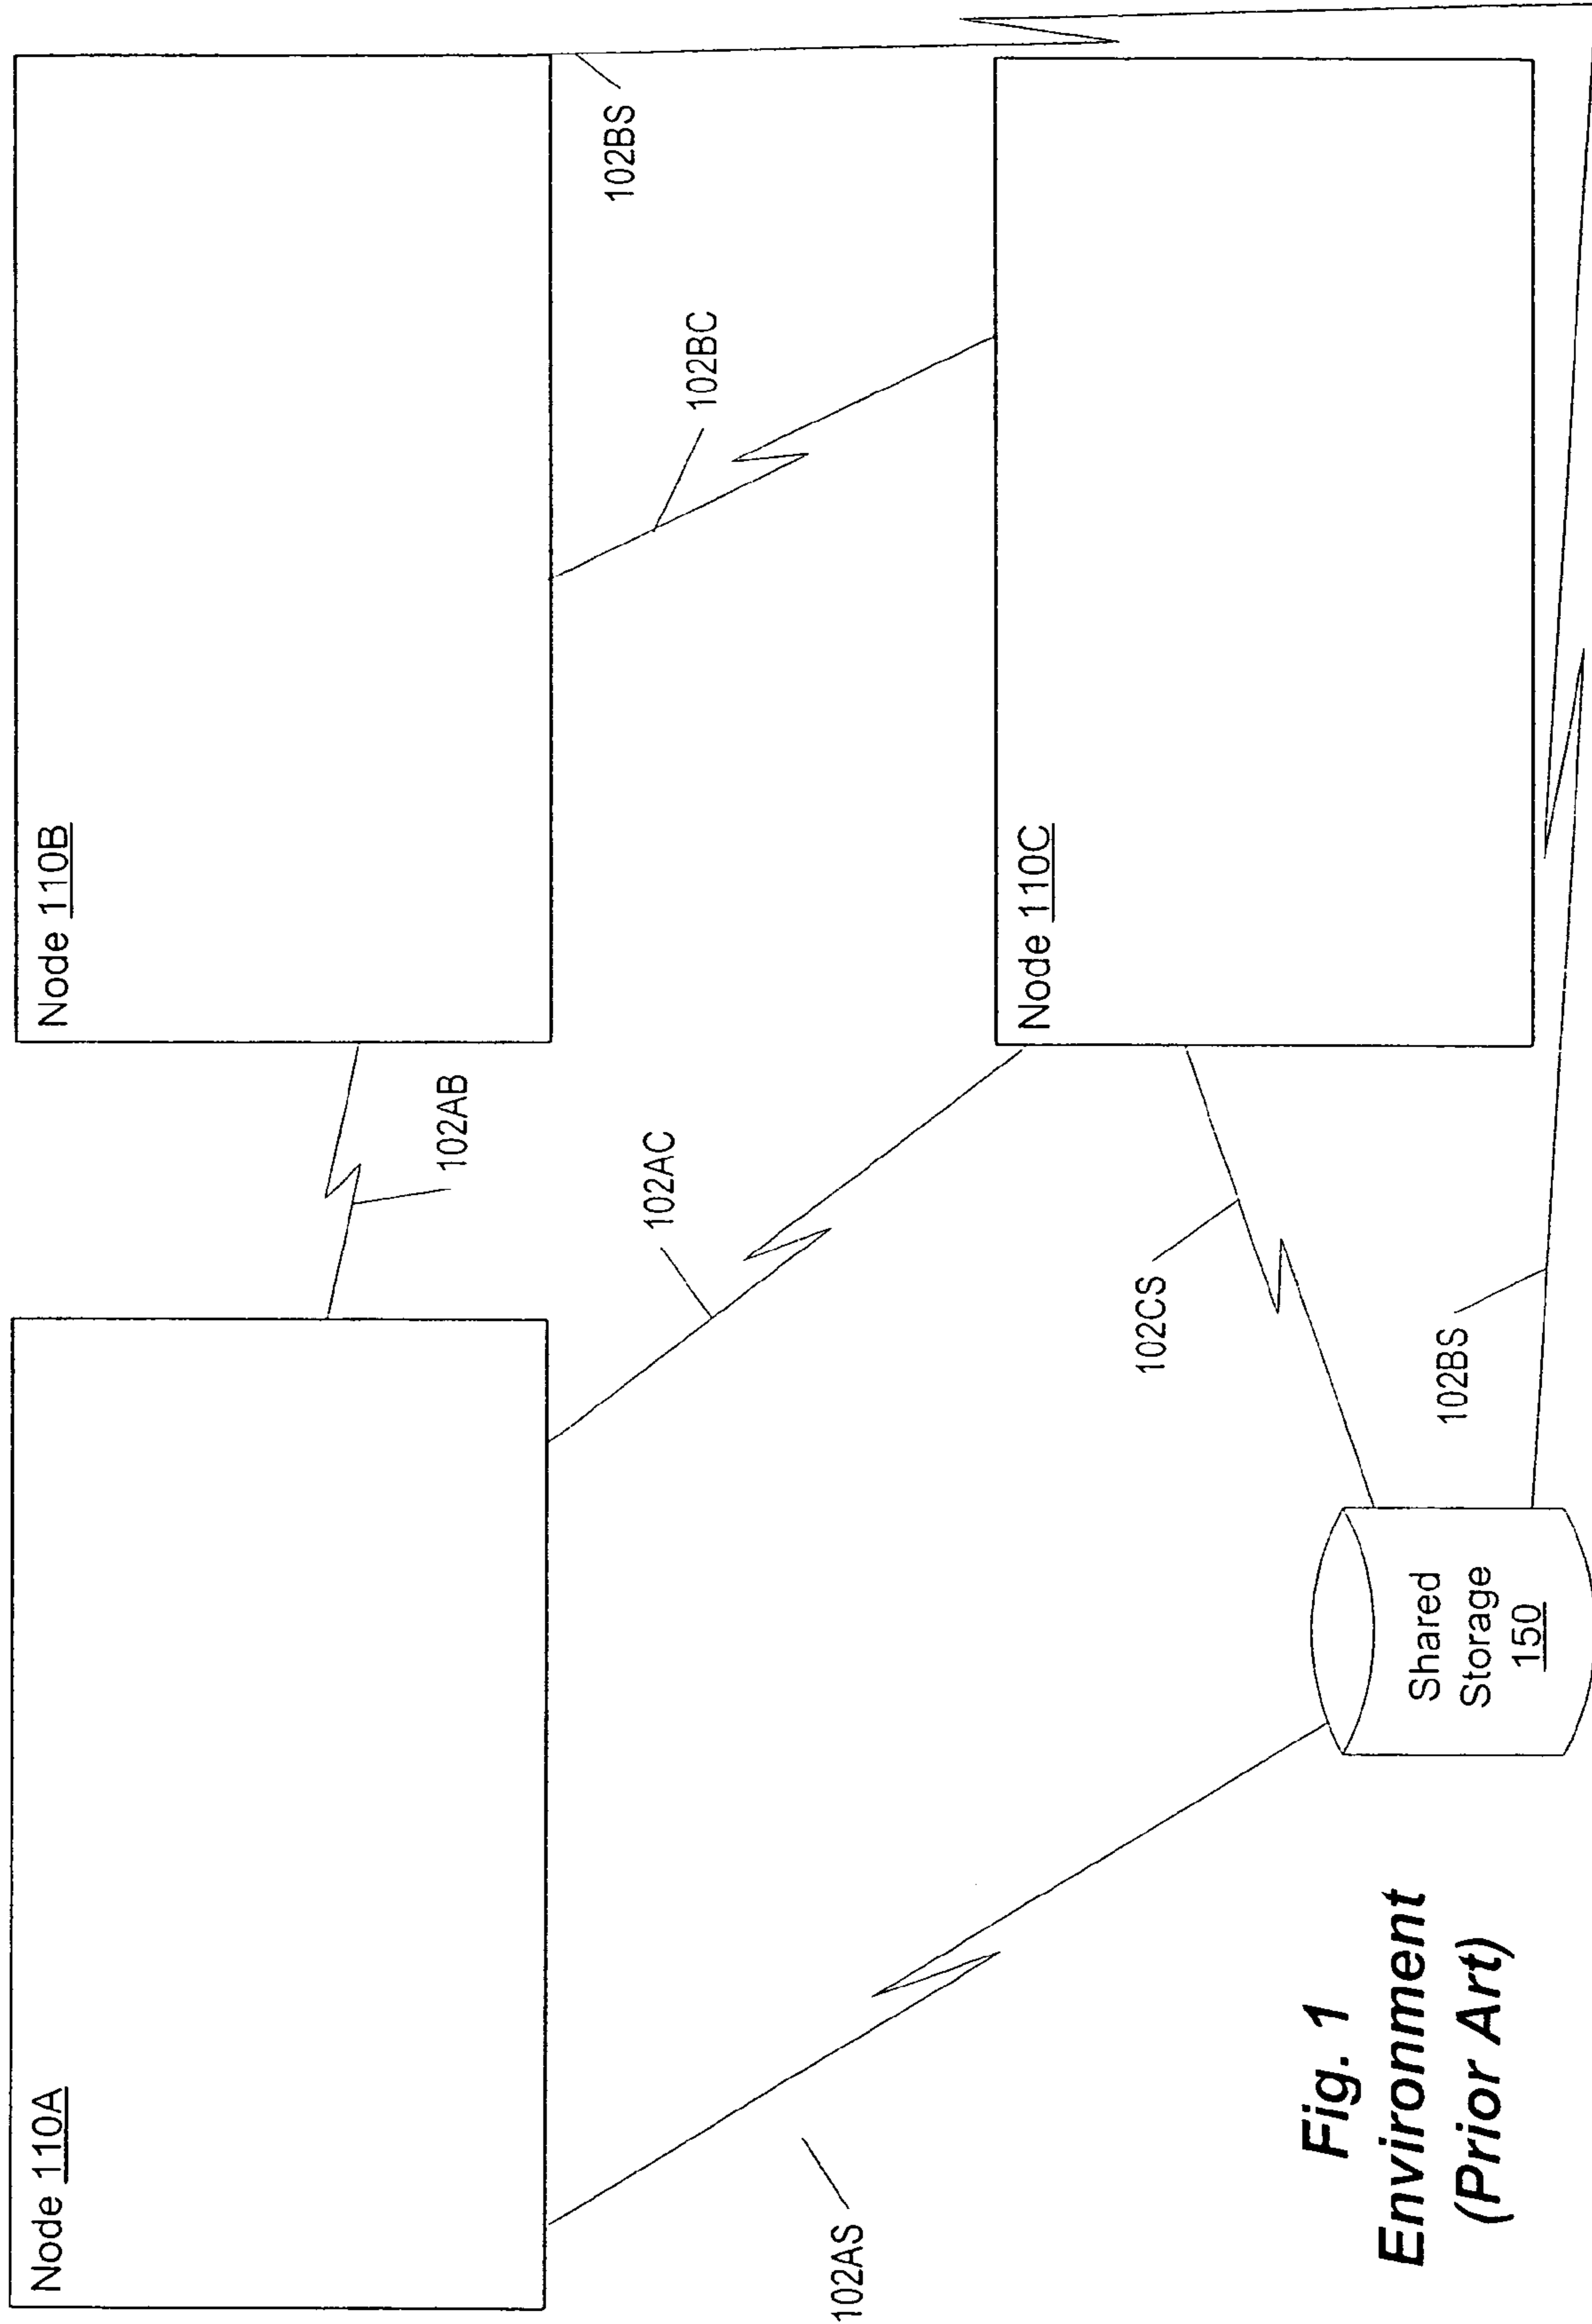 Node 110A
Node 110B
102AB
102BS
102BC
102AC
Node 110C
102AS
102CS
102BS
Shared
Storage
150
Fig. 1
Environment
(Prior Art)